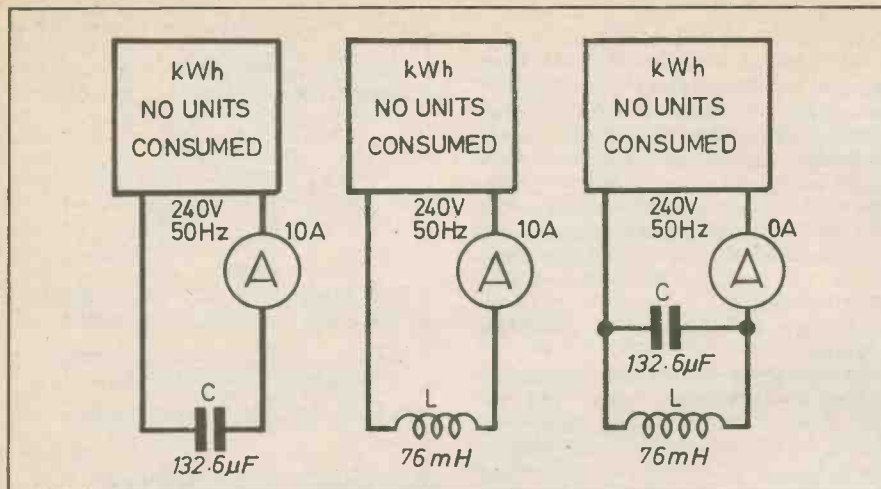 kWh
NO UNITS
CONSUMED
240V
50Hz
10A
A
C
132·6µF
kWh
NO UNITS
CONSUMED
240V
50Hz
10A
A
L
76mH
kWh
NO UNITS
CONSUMED
240V
50Hz
0A
A
C
132·6µF
L
76mH